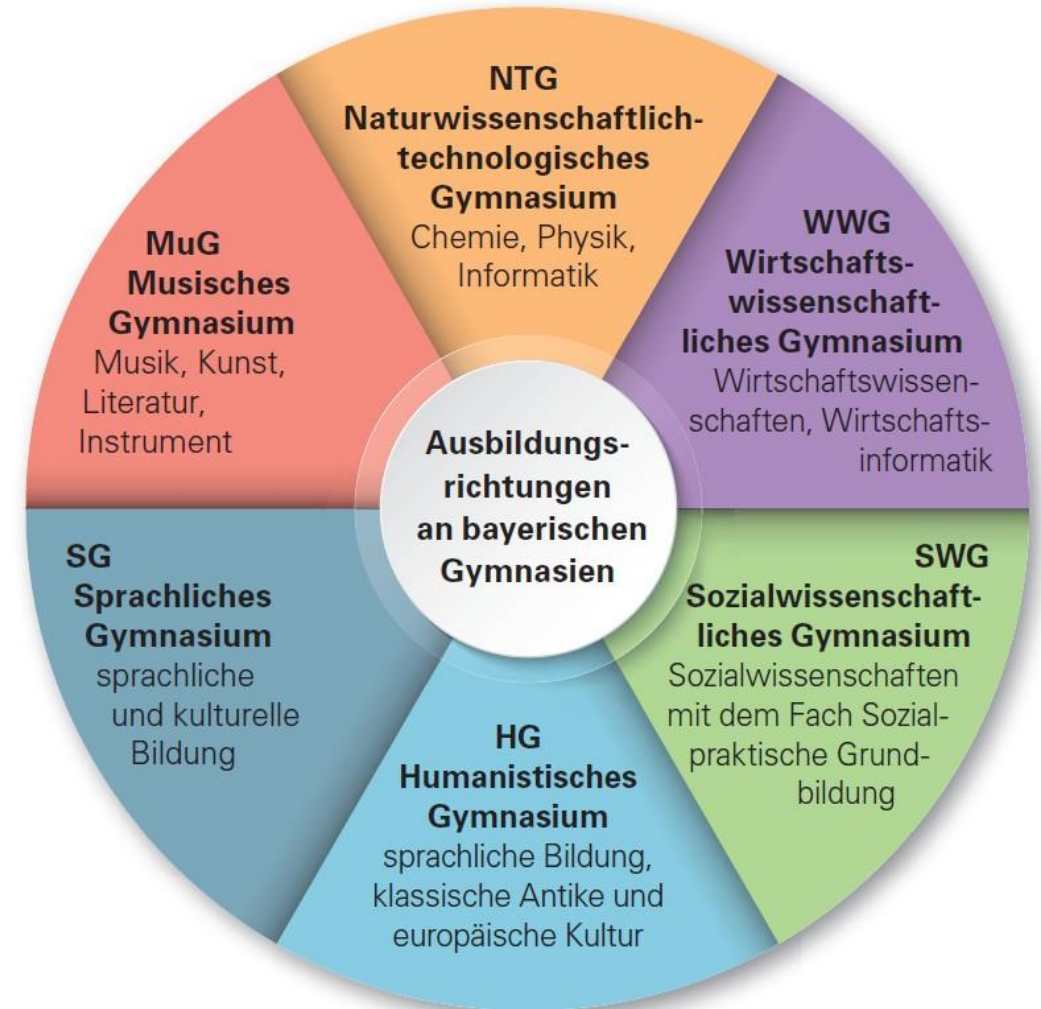 NTG
Naturwissenschaftlich-
technologisches
Gymnasium
Chemie, Physik,
Informatik
WWG
Wirtschafts-
wissenschaft-
liches Gymnasium
Wirtschaftswissen-
schaften, Wirtschafts-
informatik
SWG
Sozialwissenschaft-
liches Gymnasium
Sozialwissenschaften
mit dem Fach Sozial-
praktische Grund-
bildung
HG
Humanistisches
Gymnasium
sprachliche Bildung,
klassische Antike und
europäische Kultur
SG
Sprachliches
Gymnasium
sprachliche
und kulturelle
Bildung
MuG
Musisches
Gymnasium
Musik, Kunst,
Literatur,
Instrument
Ausbildungs-
richtungen
an bayerischen
Gymnasien